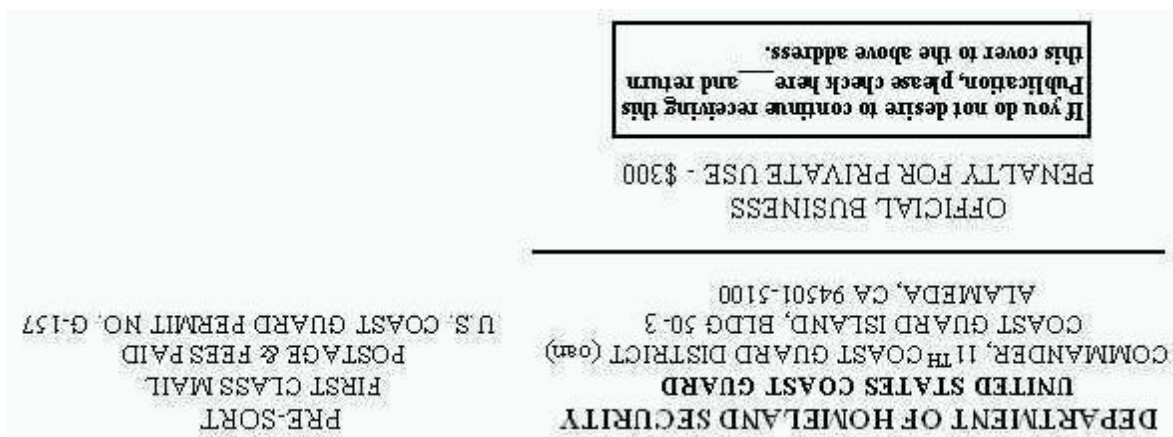 DEPARTMENT OF HOMELAND SECURITY
UNITED STATES COAST GUARD
COMMANDER, 11TH COAST GUARD DISTRICT (oan)
COAST GUARD ISLAND, BLDG 50-3
ALAMEDA, CA 94501-5100
OFFICIAL BUSINESS
PENALTY FOR PRIVATE USE - $300
If you do not desire to continue receiving this
Publication, please check here ___ and return
this cover to the above address.
PRE-SORT
FIRST CLASS MAIL
POSTAGE & FEES PAID
U.S. COAST GUARD PERMIT NO. G-157